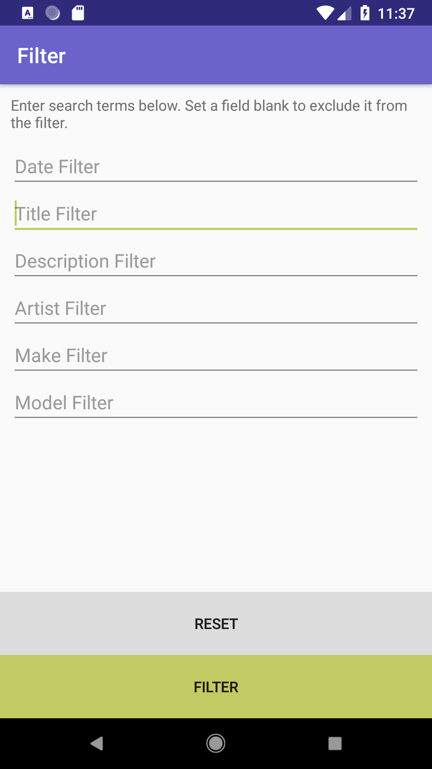 11:37
Filter
Enter search terms below. Set a field blank to exclude it from
the filter.
Date Filter
Title Filter
Description Filter
Artist Filter
Make Filter
Model Filter
RESET
FILTER